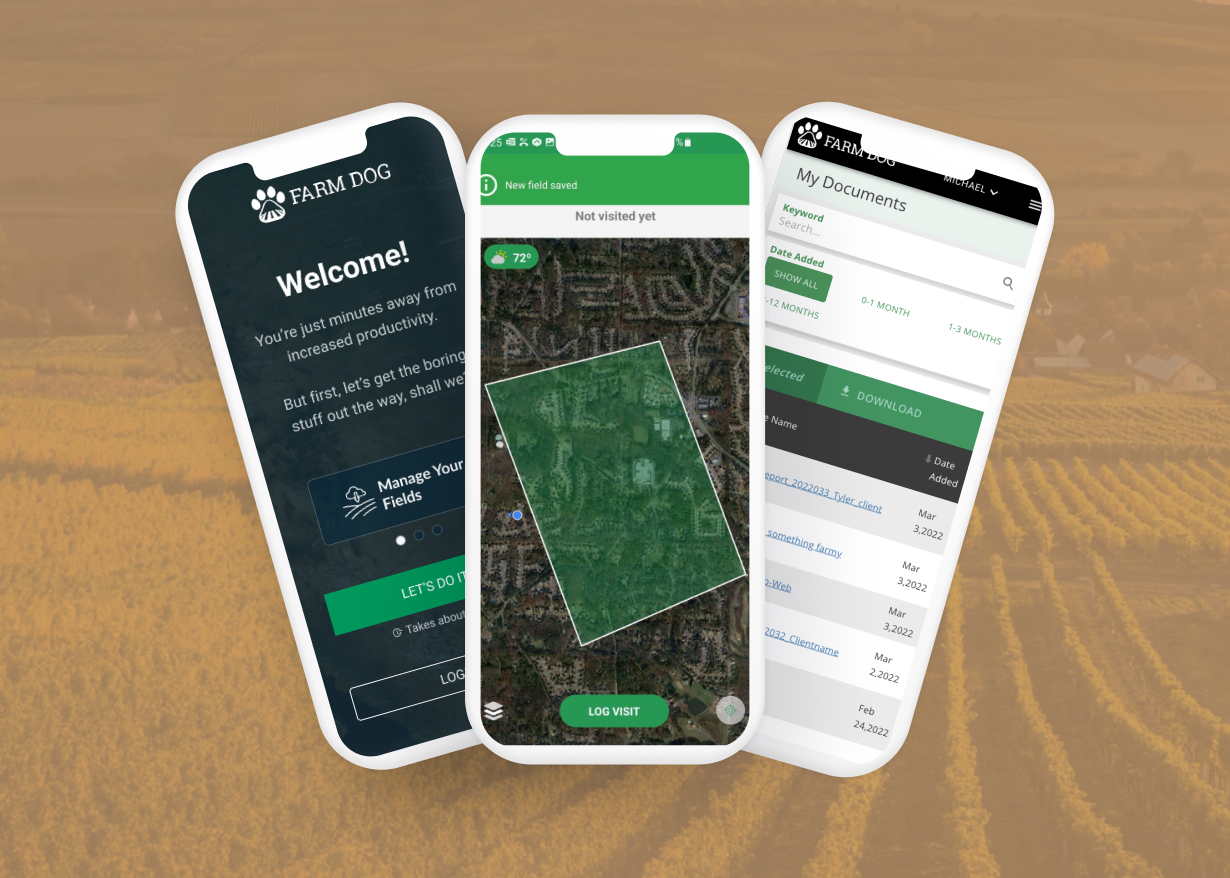 FARM DOG
Welcome!
You're just minutes away from
increased productivity.
But first, let's get the boring
stuff out the way, shall we
Manage Your
Fields
LET'S DO IT
Takes about
LOG
25
%
New field saved
Not visited yet
72°
LOG VISIT
FARM DOG
MICHAEL
My Documents
Keyword
Search...
Date Added
SHOW ALL
0-1 MONTH
1-3 MONTHS
-12 MONTHS
elected
DOWNLOAD
e Name
Date
Added
eport_2022033_Tyler_client
Mar
3,2022
_something farmy
Mar
3,2022
o-Web
Mar
3,2022
2032_Clientname
Mar
2,2022
Feb
24,2022